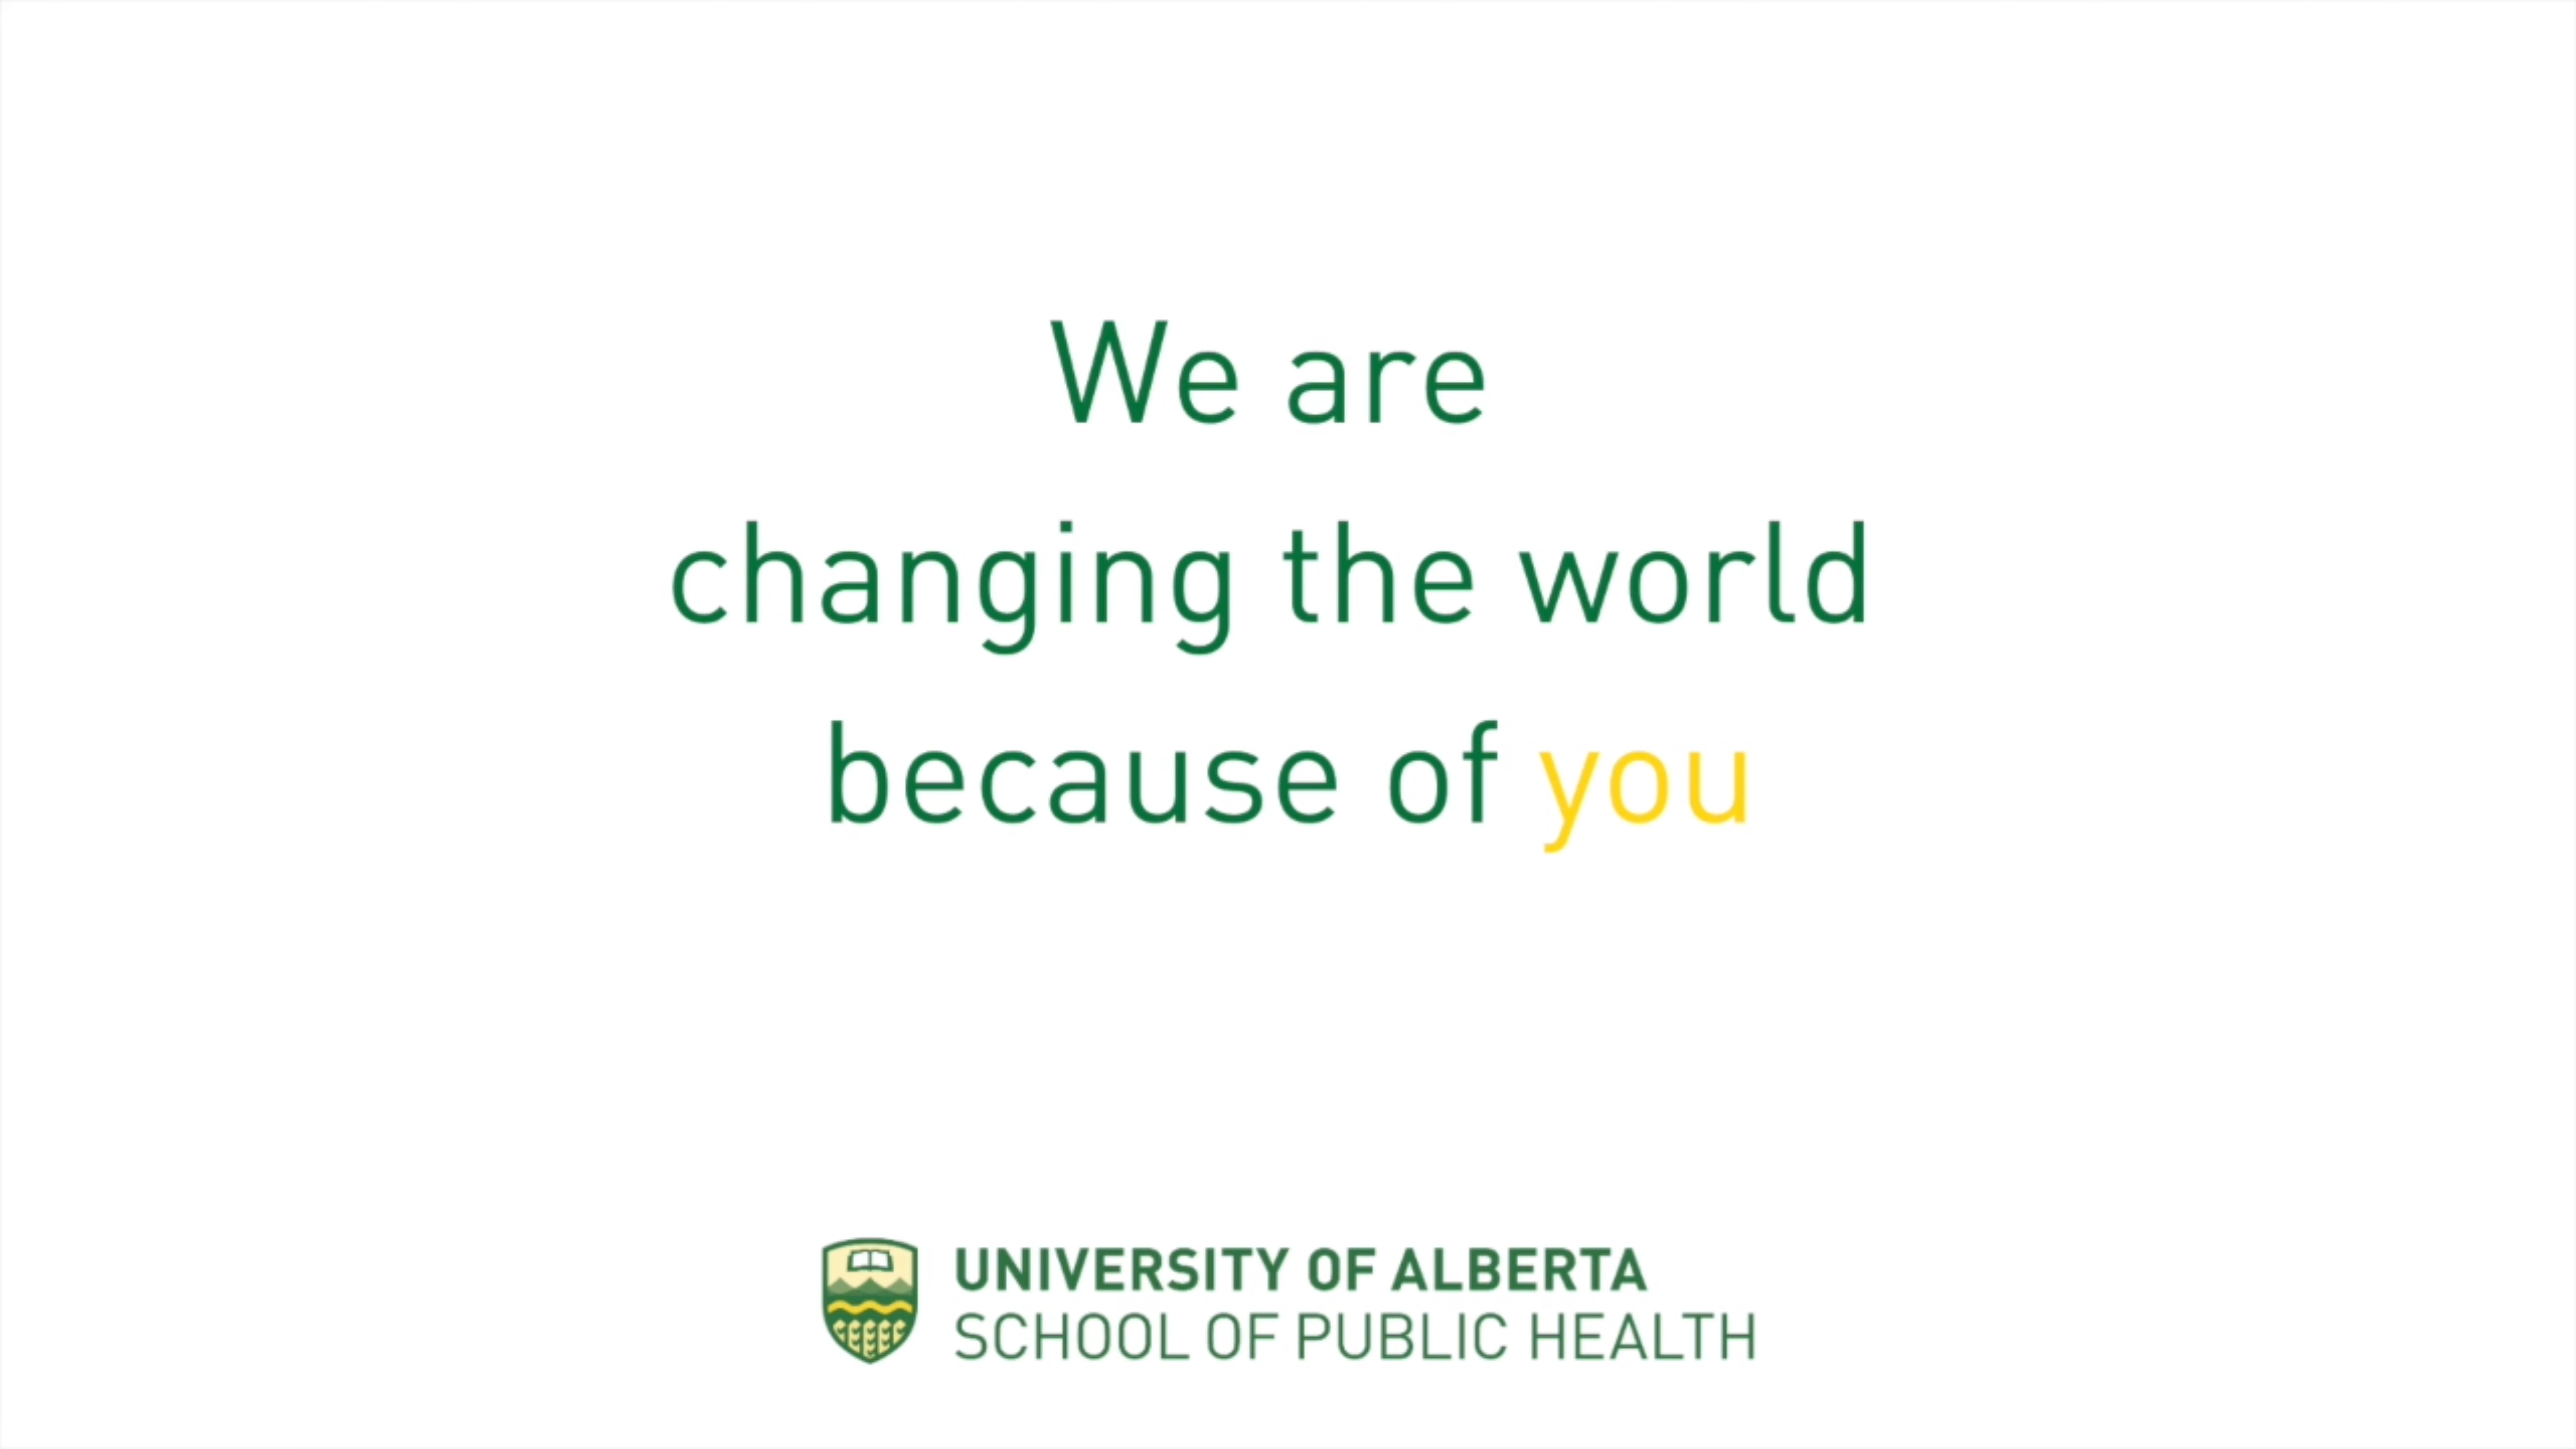 We are
changing the world
because of you
UNIVERSITY OF ALBERTA
SCHOOL OF PUBLIC HEALTH